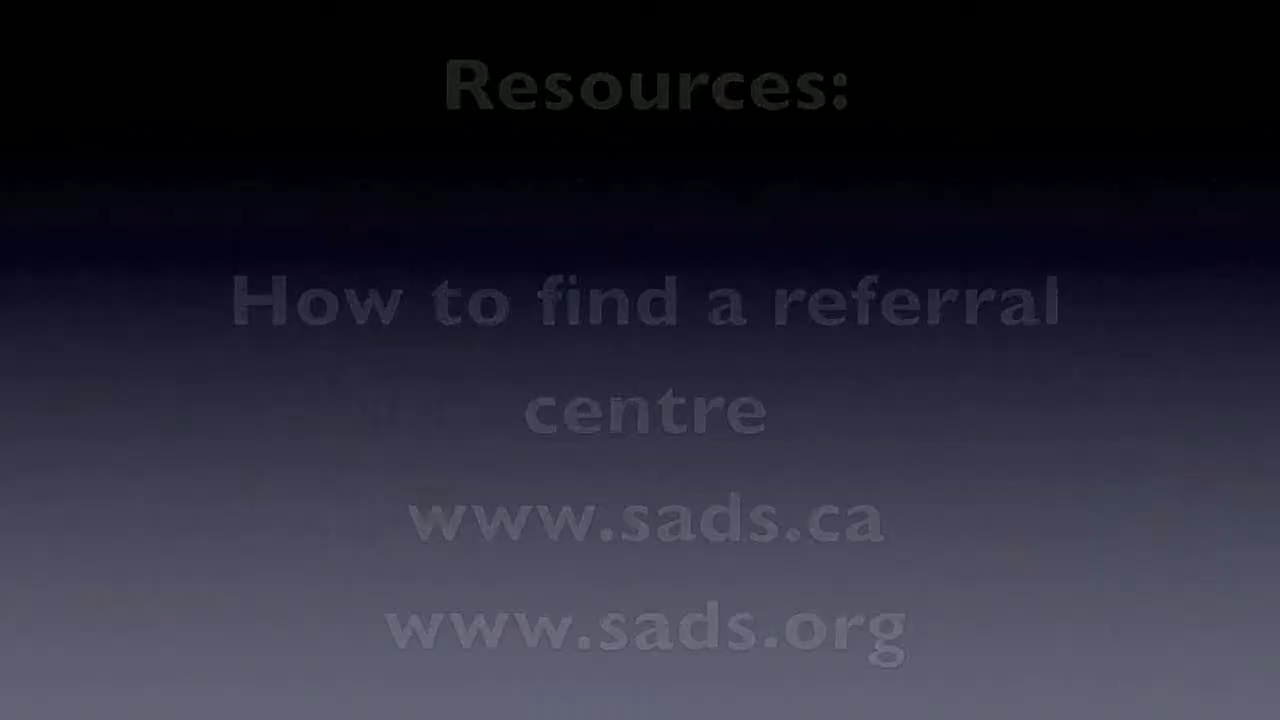 Resources:
How to find a referral
centre
www.sads.ca
www.sads.org